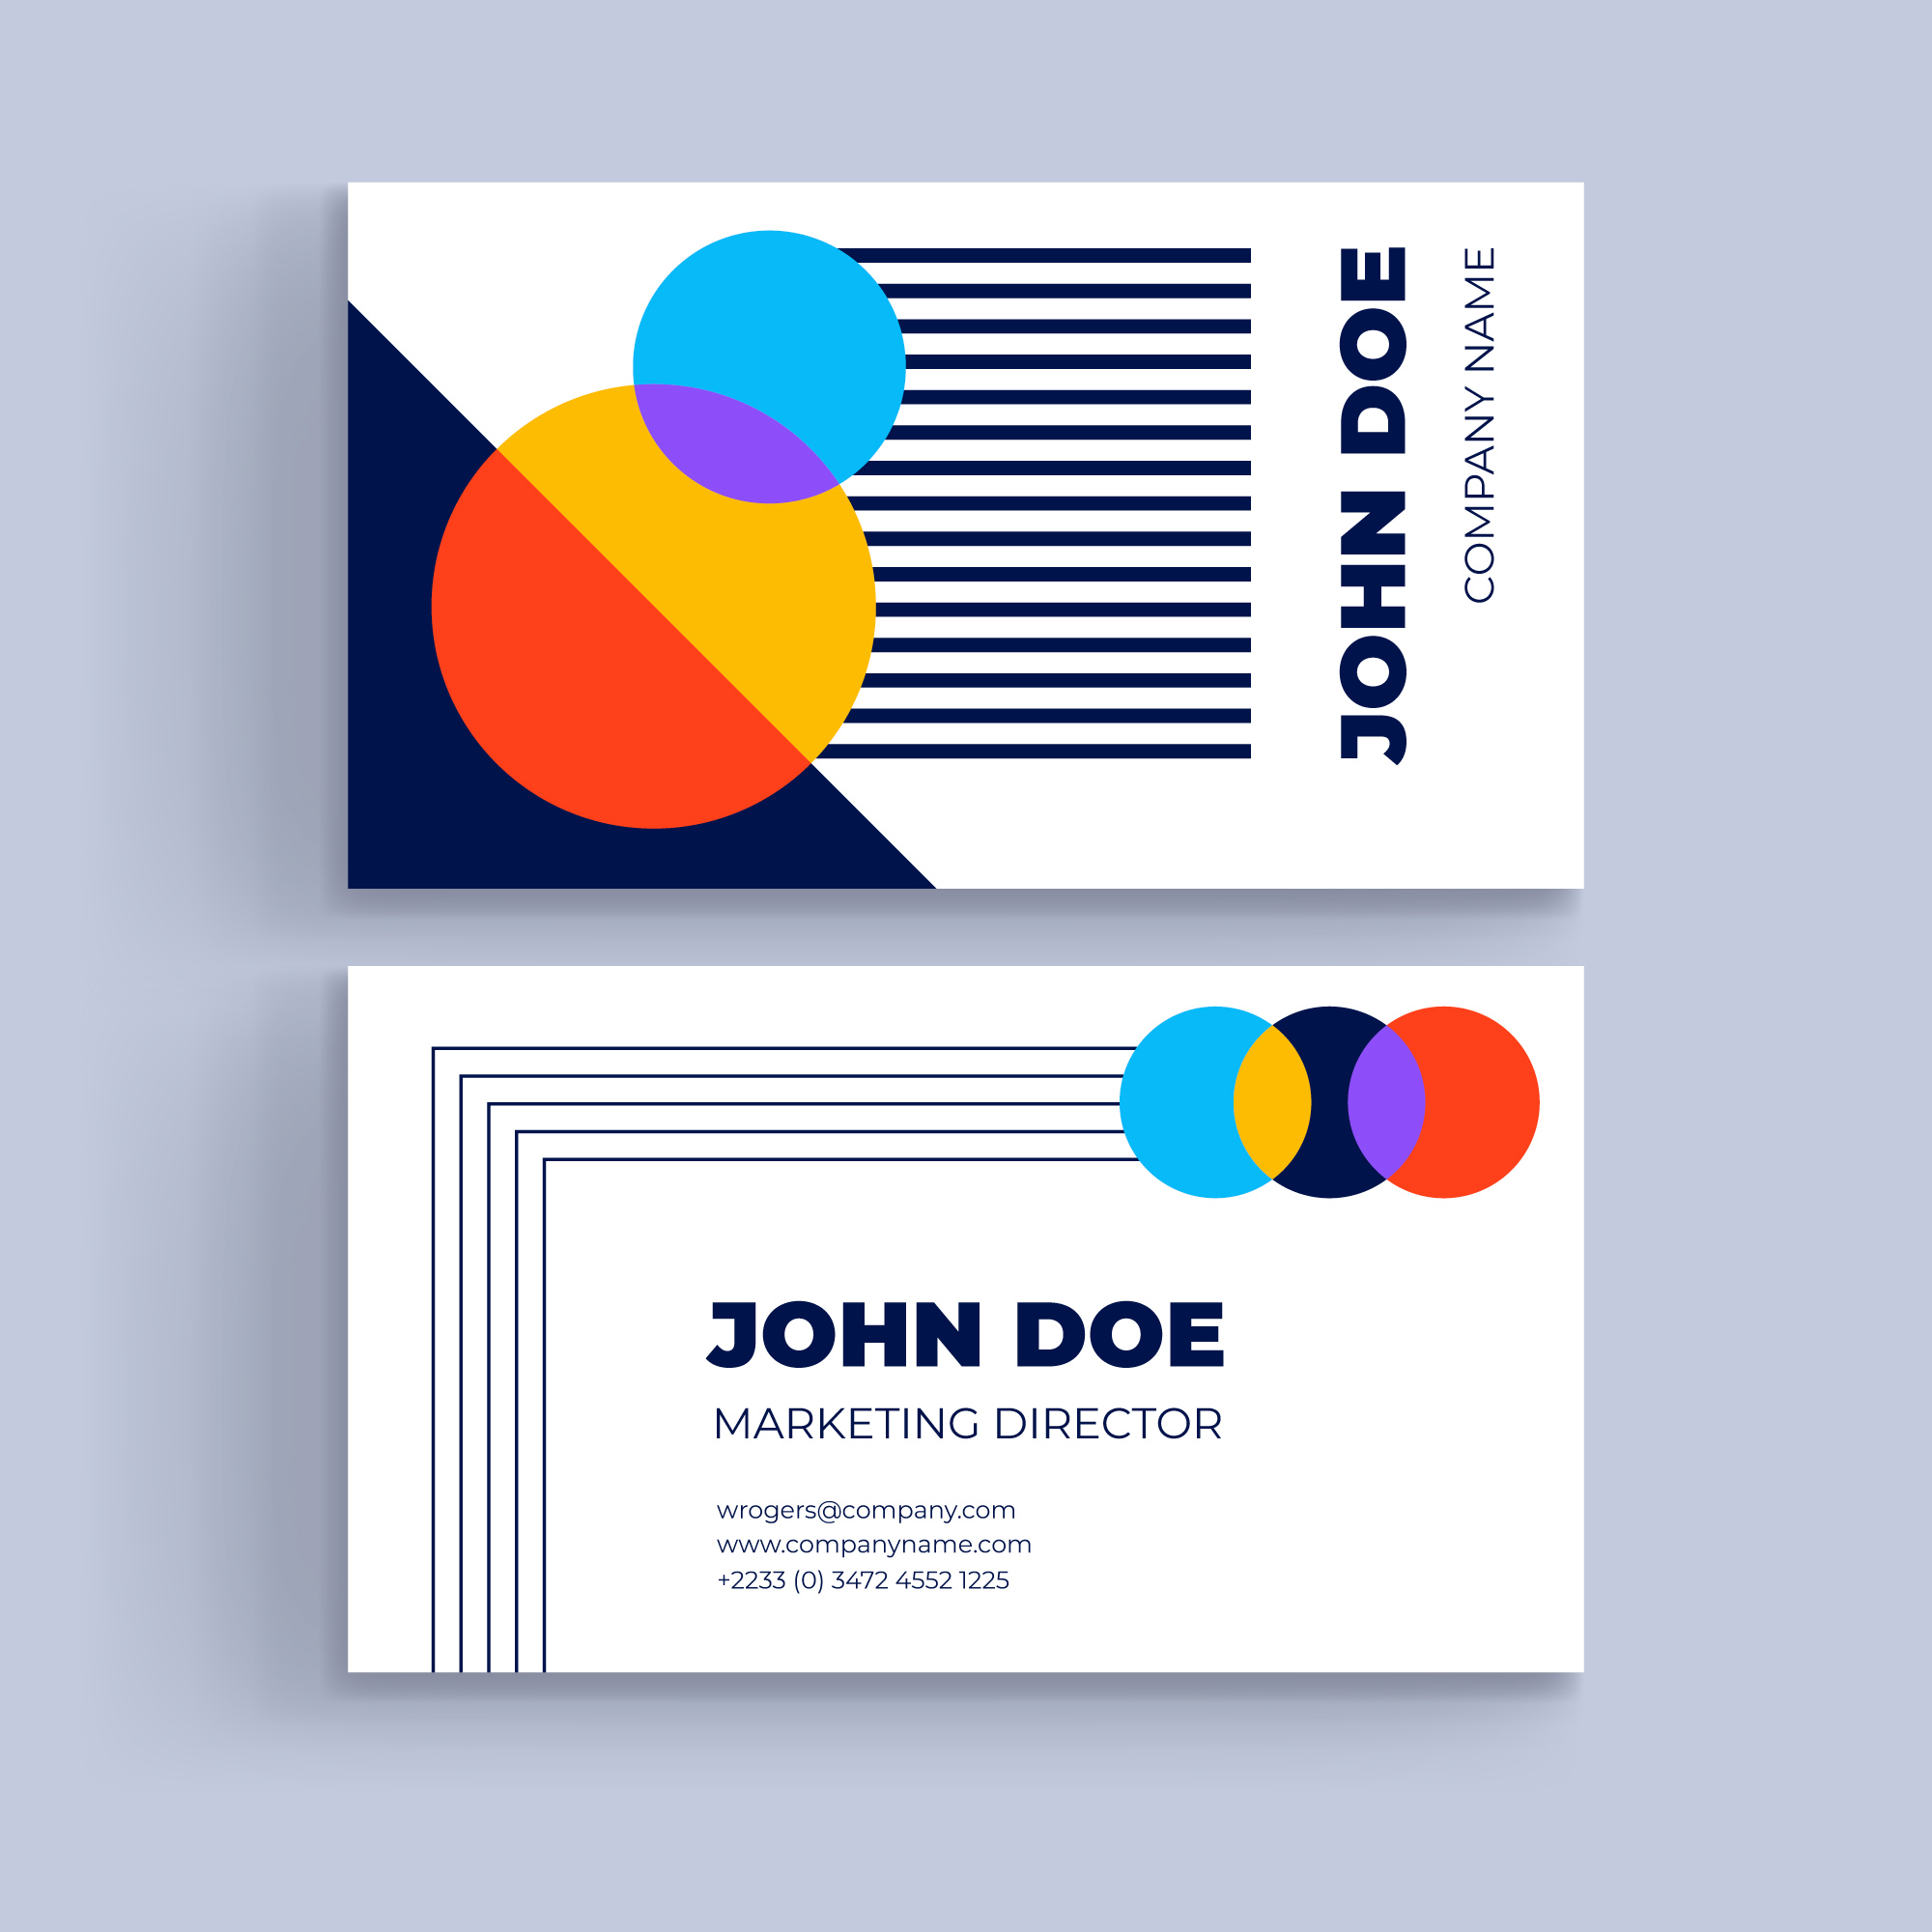 JOHN DOE
COMPANY NAME
JOHN DOE
MARKETING DIRECTOR
wrogers@company.com
www.companyname.com
+2233 (0) 3472 4552 1225